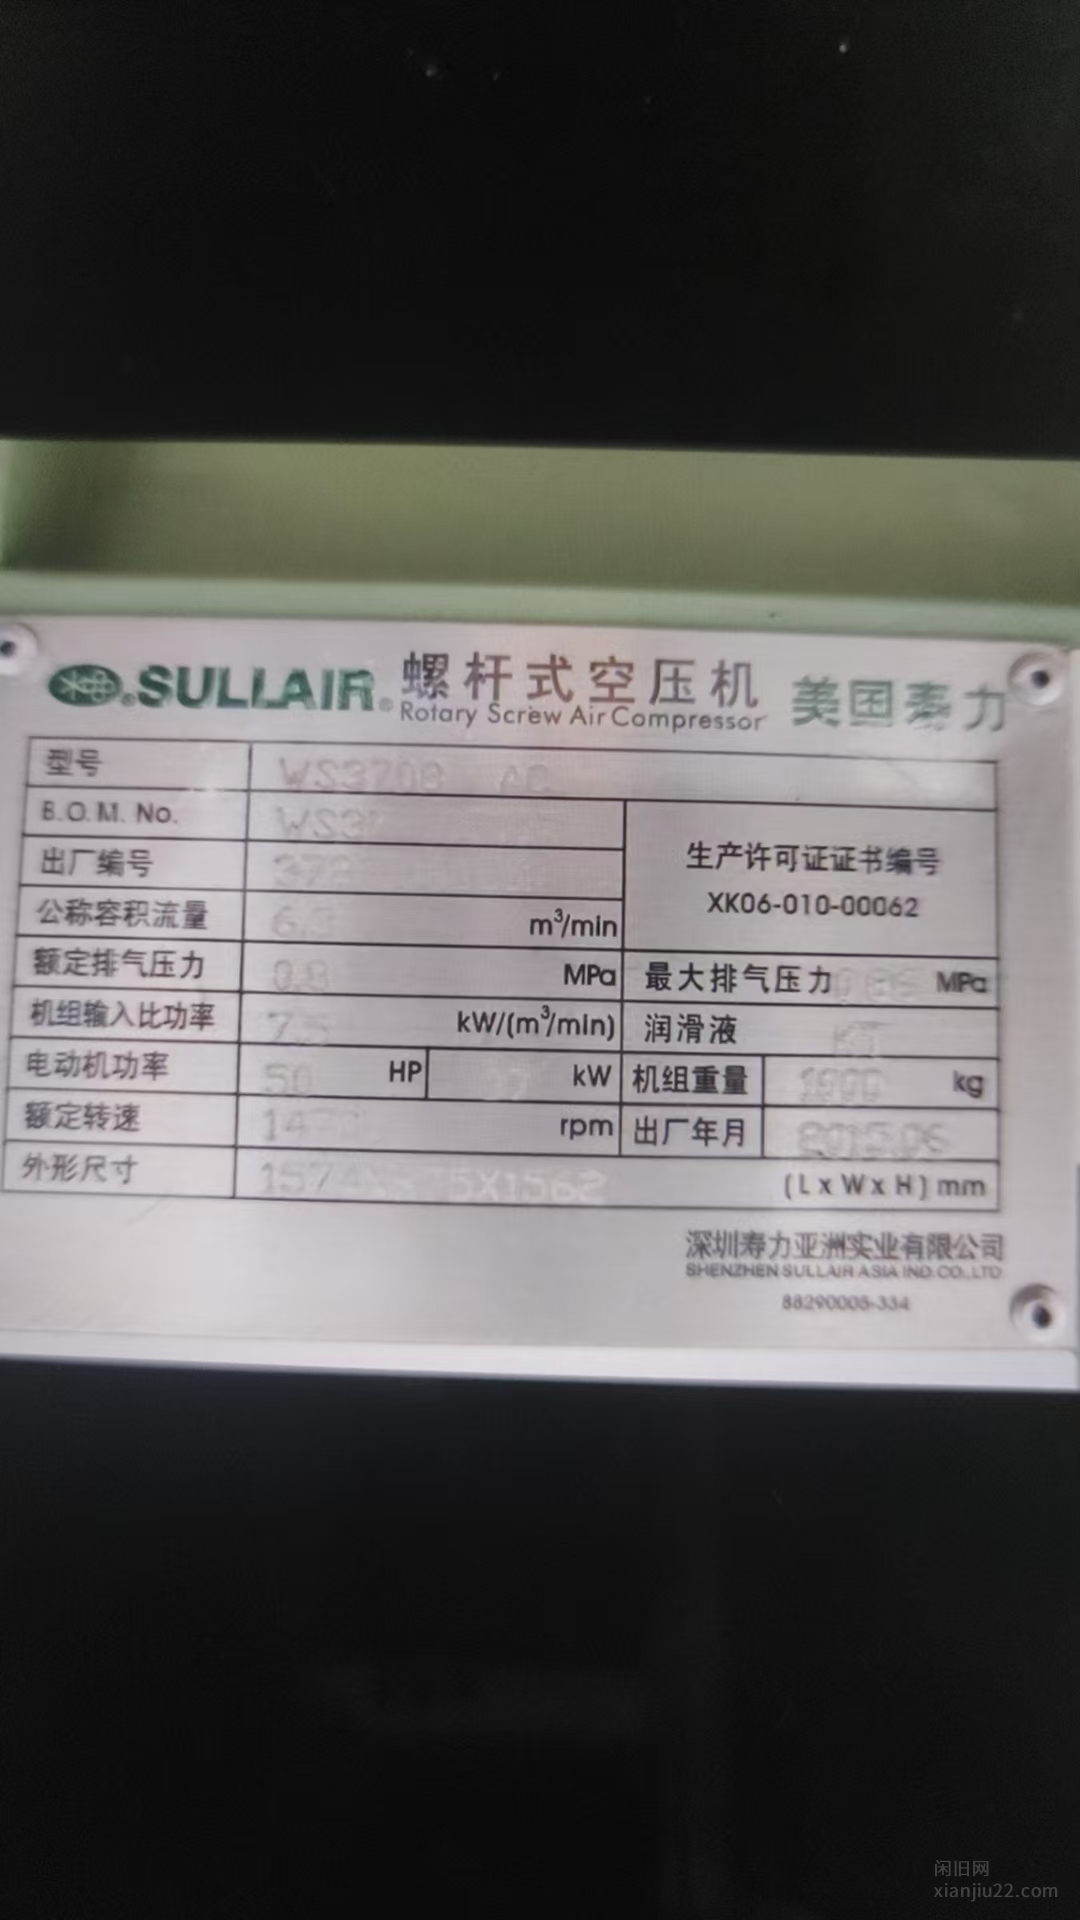 SULLAIR® 螺杆式空压机 美国寿力
Rotary Screw Air Compressor
型号 WS3708 AC
B.O.M. No.
生产许可证证书编号
出厂编号
XK06-010-00062
公称容积流量 m³/min
额定排气压力 0.8 MPa 最大排气压力 MPa
机组输入比功率 7.5 kW/(m³/min) 润滑液
电动机功率 50 HP kW 机组重量 kg
额定转速 rpm 出厂年月 2015.06
外形尺寸 (L x W x H) mm
深圳寿力亚洲实业有限公司
SHENZHEN SULLAIR ASIA IND.CO.,LTD
88290008-334
闲旧网
xianjiu22.com